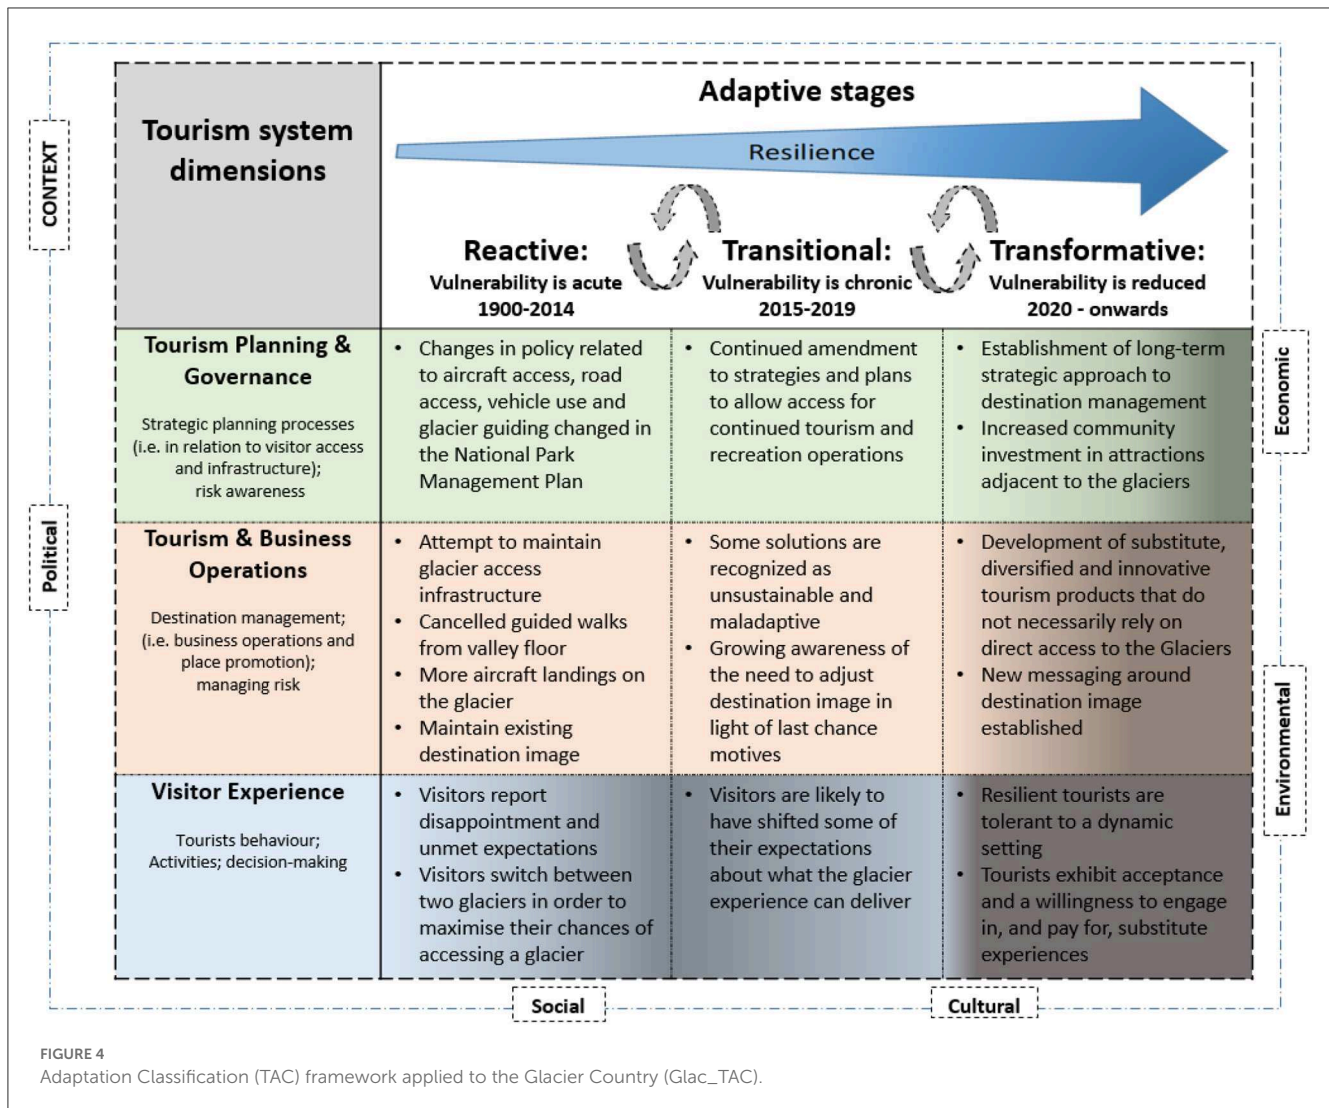 CONTEXT
Political
Economic
Environmental
Social
Cultural
Tourism system
dimensions
Adaptive stages
Resilience
Reactive:
Vulnerability is acute
1900-2014
Transitional:
Vulnerability is chronic
2015-2019
Transformative:
Vulnerability is reduced
2020 - onwards
Tourism Planning &
Governance
Strategic planning processes
(i.e. in relation to visitor access
and infrastructure);
risk awareness
• Changes in policy related
to aircraft access, road
access, vehicle use and
glacier guiding changed in
the National Park
Management Plan
• Continued amendment
to strategies and plans
to allow access for
continued tourism and
recreation operations
• Establishment of long-term
strategic approach to
destination management
• Increased community
investment in attractions
adjacent to the glaciers
Tourism & Business
Operations
Destination management;
(i.e. business operations and
place promotion);
managing risk
• Attempt to maintain
glacier access
infrastructure
• Cancelled guided walks
from valley floor
• More aircraft landings on
the glacier
• Maintain existing
destination image
• Some solutions are
recognized as
unsustainable and
maladaptive
• Growing awareness of
the need to adjust
destination image in
light of last chance
motives
• Development of substitute,
diversified and innovative
tourism products that do
not necessarily rely on
direct access to the Glaciers
• New messaging around
destination image
established
Visitor Experience
Tourists behaviour;
Activities; decision-making
• Visitors report
disappointment and
unmet expectations
• Visitors switch between
two glaciers in order to
maximise their chances of
accessing a glacier
• Visitors are likely to
have shifted some of
their expectations
about what the glacier
experience can deliver
• Resilient tourists are
tolerant to a dynamic
setting
• Tourists exhibit acceptance
and a willingness to engage
in, and pay for, substitute
experiences
FIGURE 4
Adaptation Classification (TAC) framework applied to the Glacier Country (Glac_TAC).